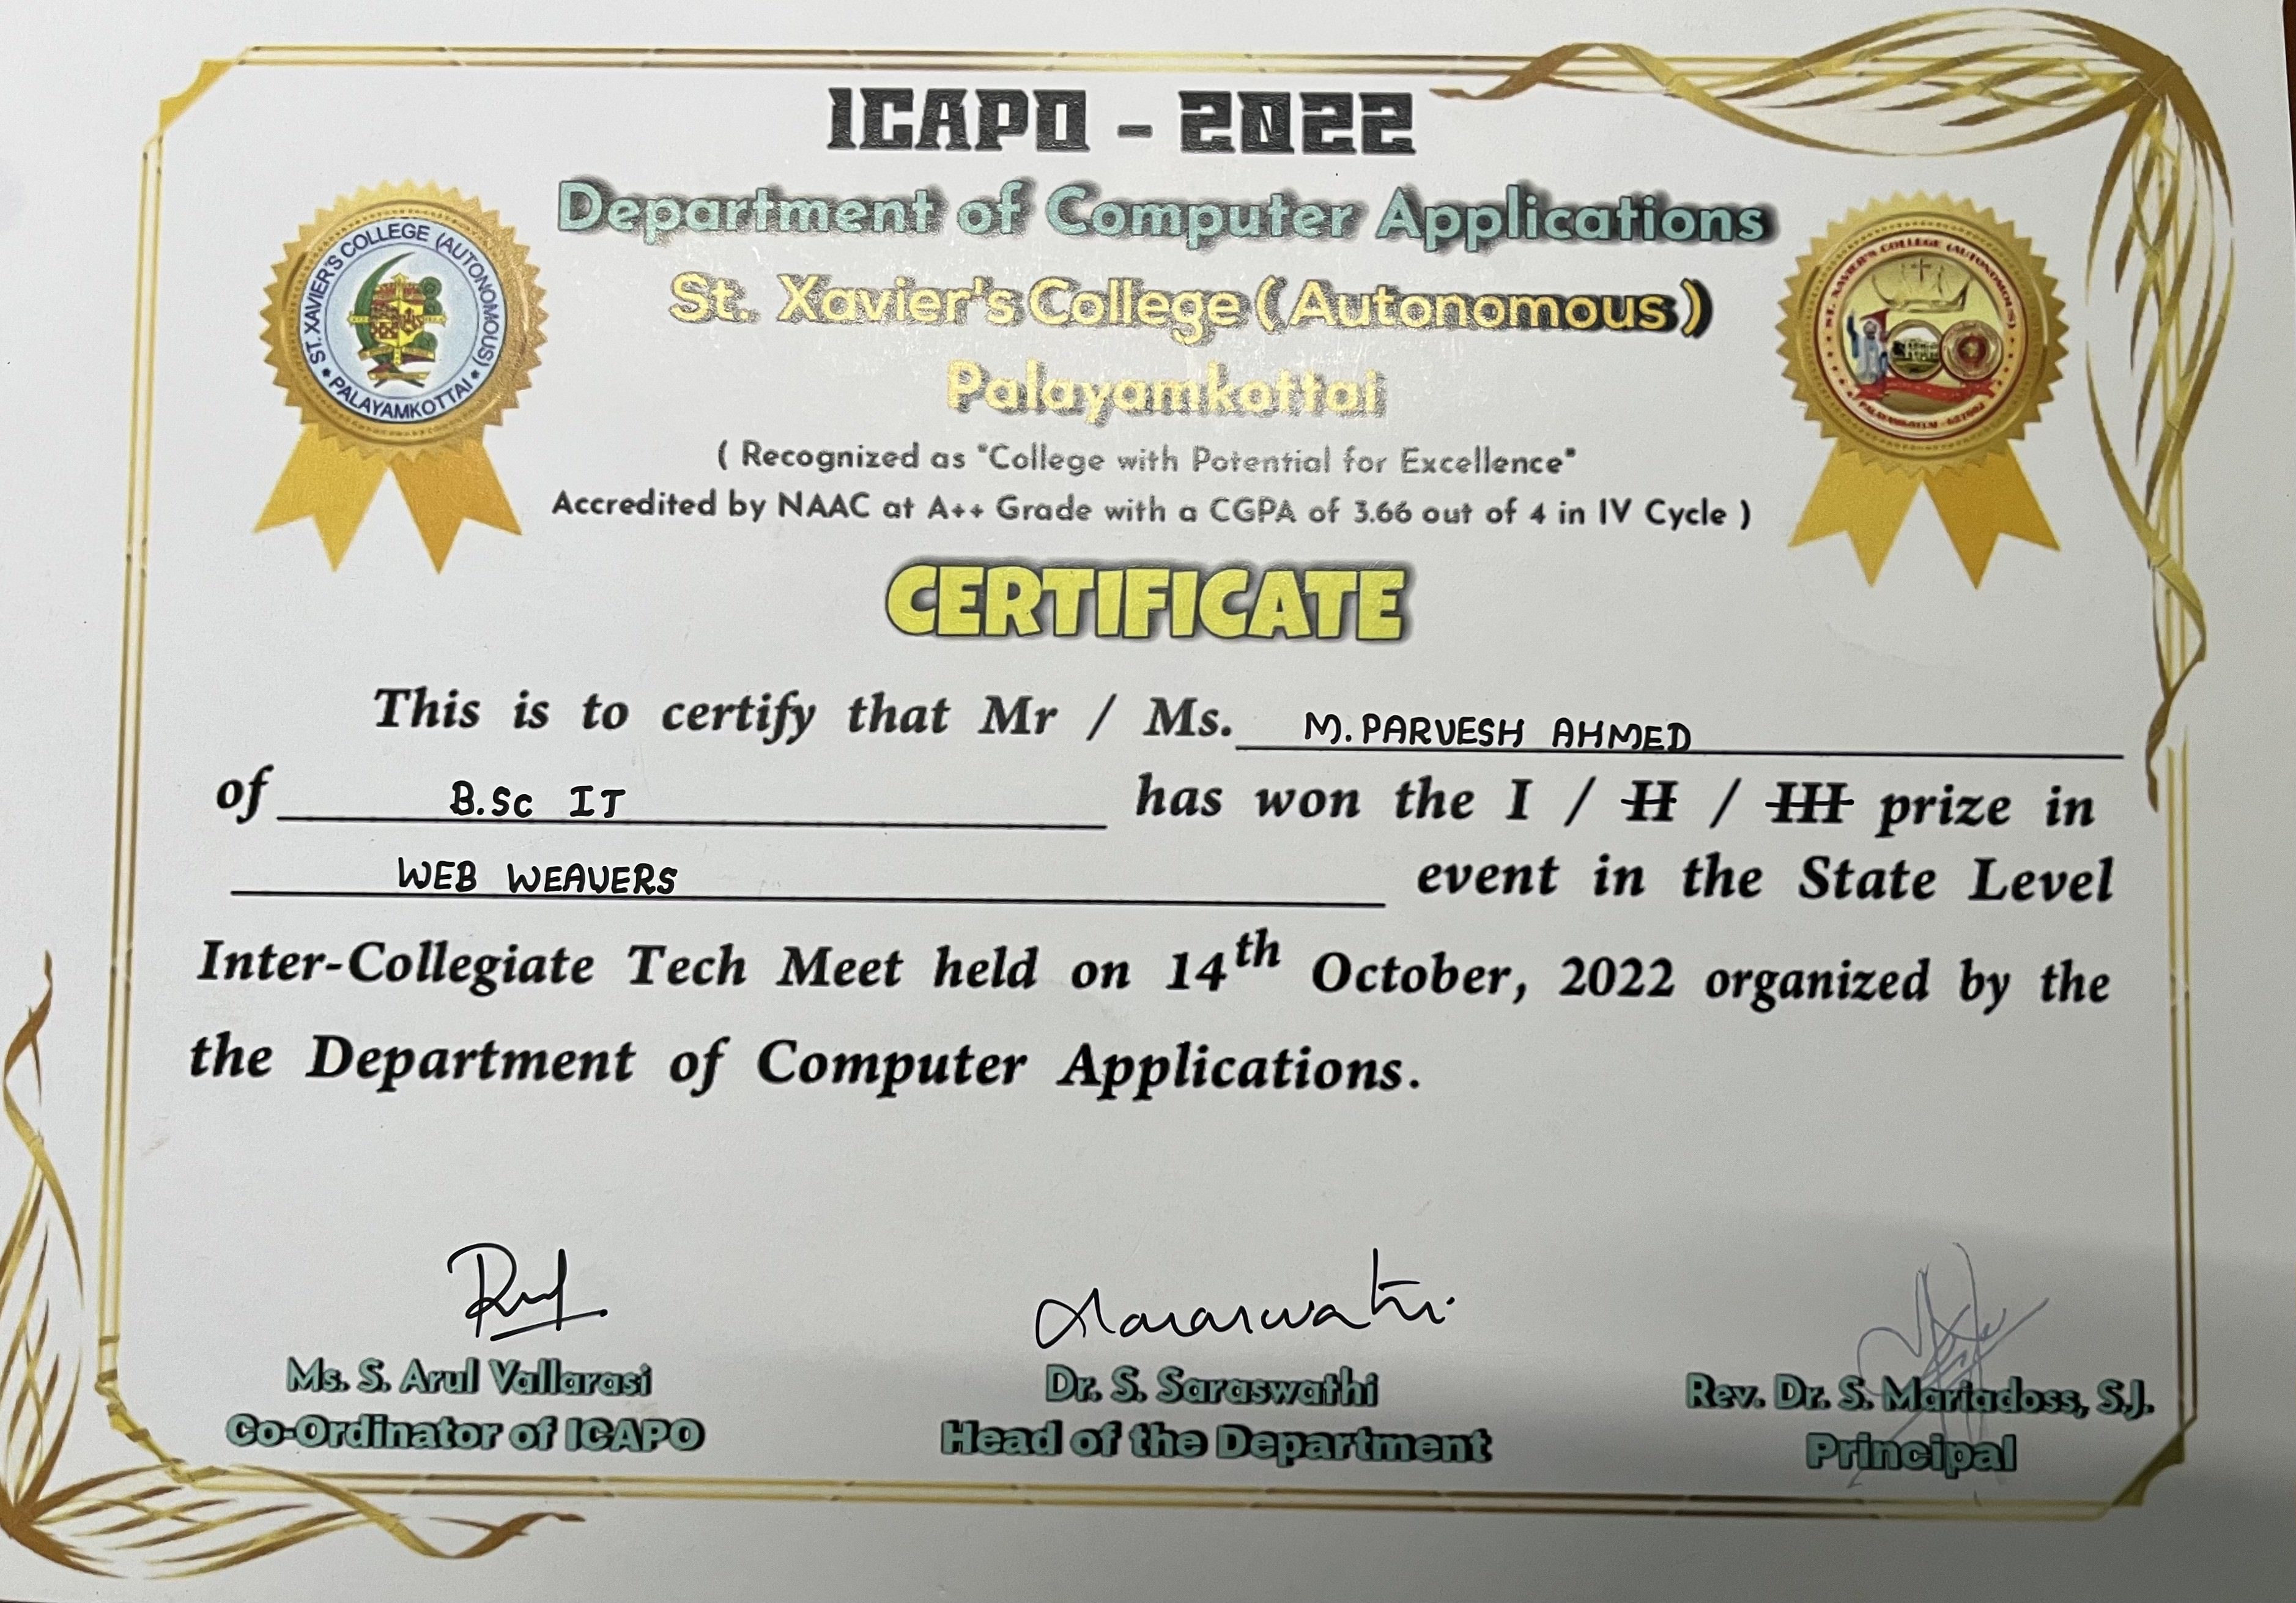 ICAPO - 2022
Department of Computer Applications
St. Xavier's College (Autonomous)
Palayamkottai
( Recognized as "College with Potential for Excellence"
Accredited by NAAC at A++ Grade with a CGPA of 3.66 out of 4 in IV Cycle )
ST. XAVIER'S COLLEGE (AUTONOMOUS)
PALAYAMKOTTAI
ST. XAVIER'S COLLEGE (AUTONOMOUS)
CERTIFICATE
This is to certify that Mr / Ms. M. PARVESH AHMED
of B.Sc IT has won the I / II / III prize in
WEB WEAVERS event in the State Level
Inter-Collegiate Tech Meet held on 14th October, 2022 organized by the
the Department of Computer Applications.
Saraswathi
Ms. S. Arul Vallarasi Dr. S. Saraswathi Rev. Dr. S. Mariadoss, S.J.
Co-Ordinator of ICAPO Head of the Department Principal